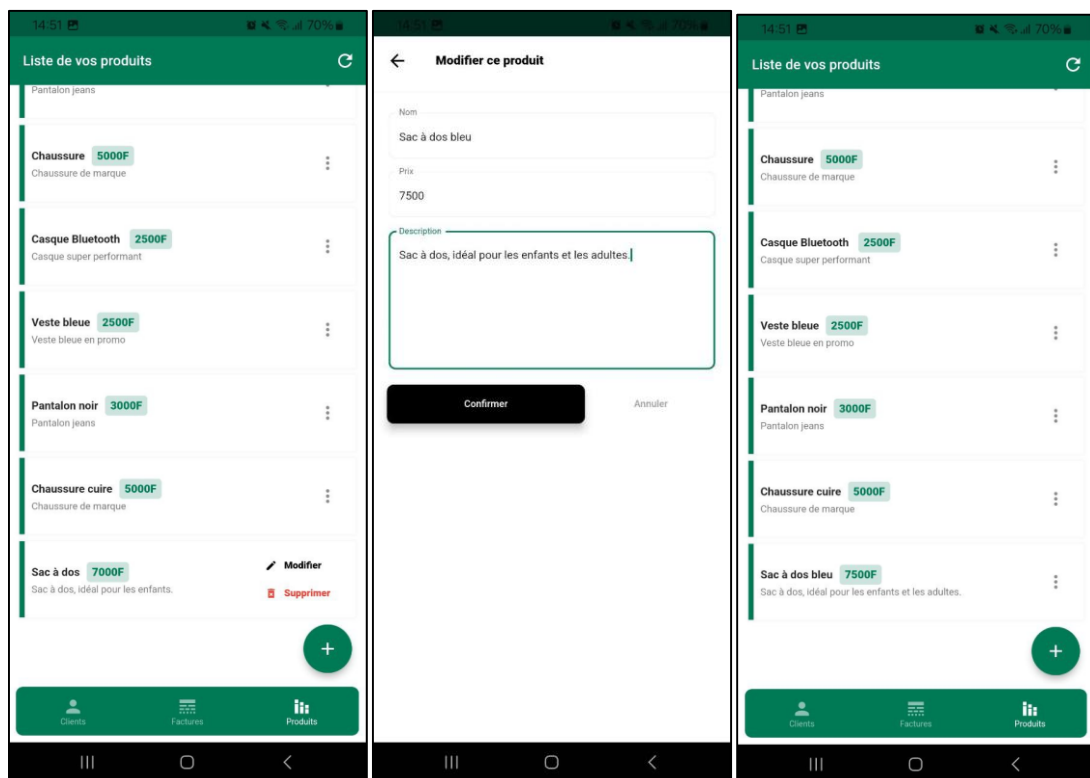 14:51
70%
Liste de vos produits
Pantalon jeans
Chaussure 5000F
Chaussure de marque
Casque Bluetooth 2500F
Casque super performant
Veste bleue 2500F
Veste bleue en promo
Pantalon noir 3000F
Pantalon jeans
Chaussure cuire 5000F
Chaussure de marque
Sac à dos 7000F
Sac à dos, idéal pour les enfants.
Modifier
Supprimer
+
Clients
Factures
Produits
14:51
70%
Modifier ce produit
Nom
Sac à dos bleu
Prix
7500
Description
Sac à dos, idéal pour les enfants et les adultes.
Confirmer
Annuler
14:51
70%
Liste de vos produits
Pantalon jeans
Chaussure 5000F
Chaussure de marque
Casque Bluetooth 2500F
Casque super performant
Veste bleue 2500F
Veste bleue en promo
Pantalon noir 3000F
Pantalon jeans
Chaussure cuire 5000F
Chaussure de marque
Sac à dos bleu 7500F
Sac à dos, idéal pour les enfants et les adultes.
+
Clients
Factures
Produits